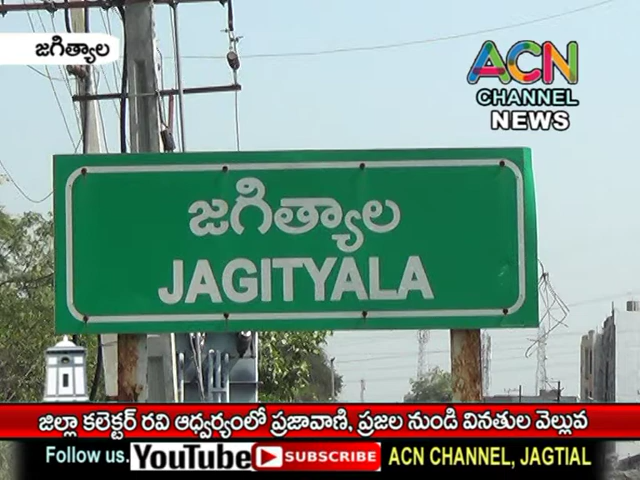 జగిత్యాల
ACN
CHANNEL
NEWS
జగిత్యాల
JAGITYALA
జిల్లా కలెక్టర్ రవి ఆధ్వర్యంలో ప్రజావాణి, ప్రజల నుండి వినతుల వెల్లువ
Follow us. YouTube SUBSCRIBE ACN CHANNEL, JAGTIAL